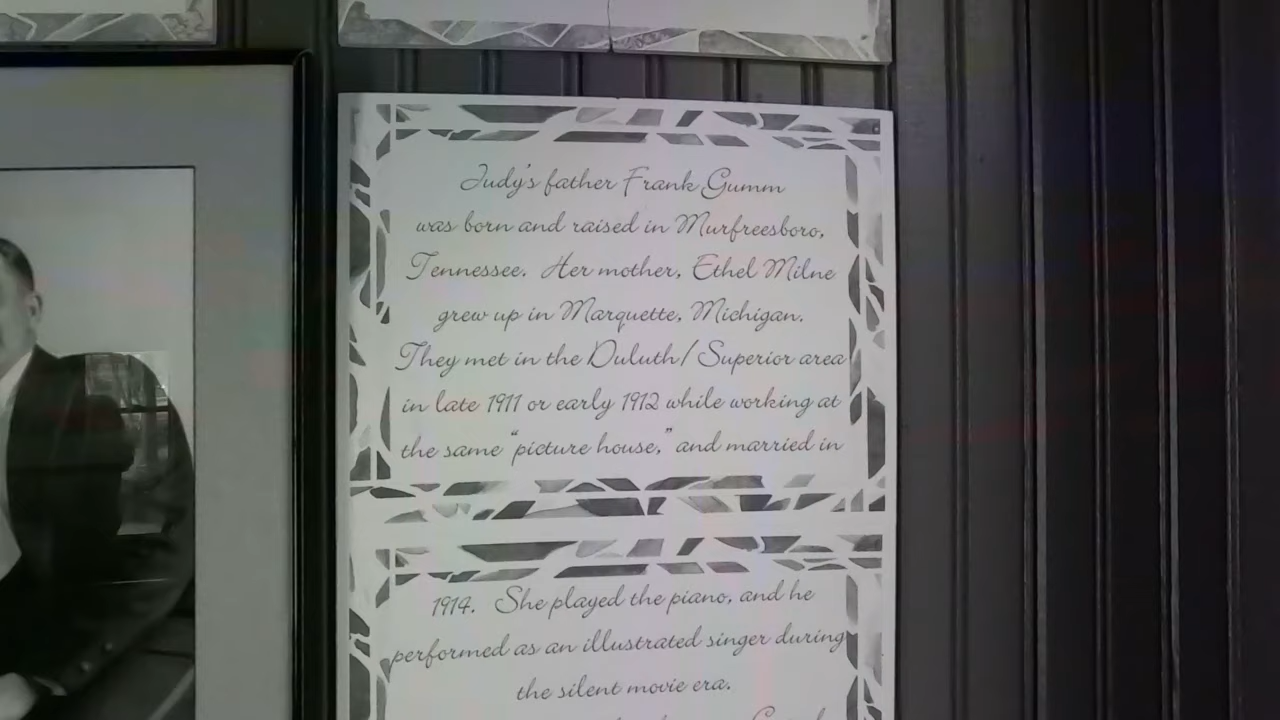 Judy's father Frank Gumm
was born and raised in Murfreesboro,
Tennessee. Her mother, Ethel Milne
grew up in Marquette, Michigan.
They met in the Duluth/Superior area
in late 1911 or early 1912 while working at
the same "picture house," and married in
1914. She played the piano, and he
performed as an illustrated singer during
the silent movie era.